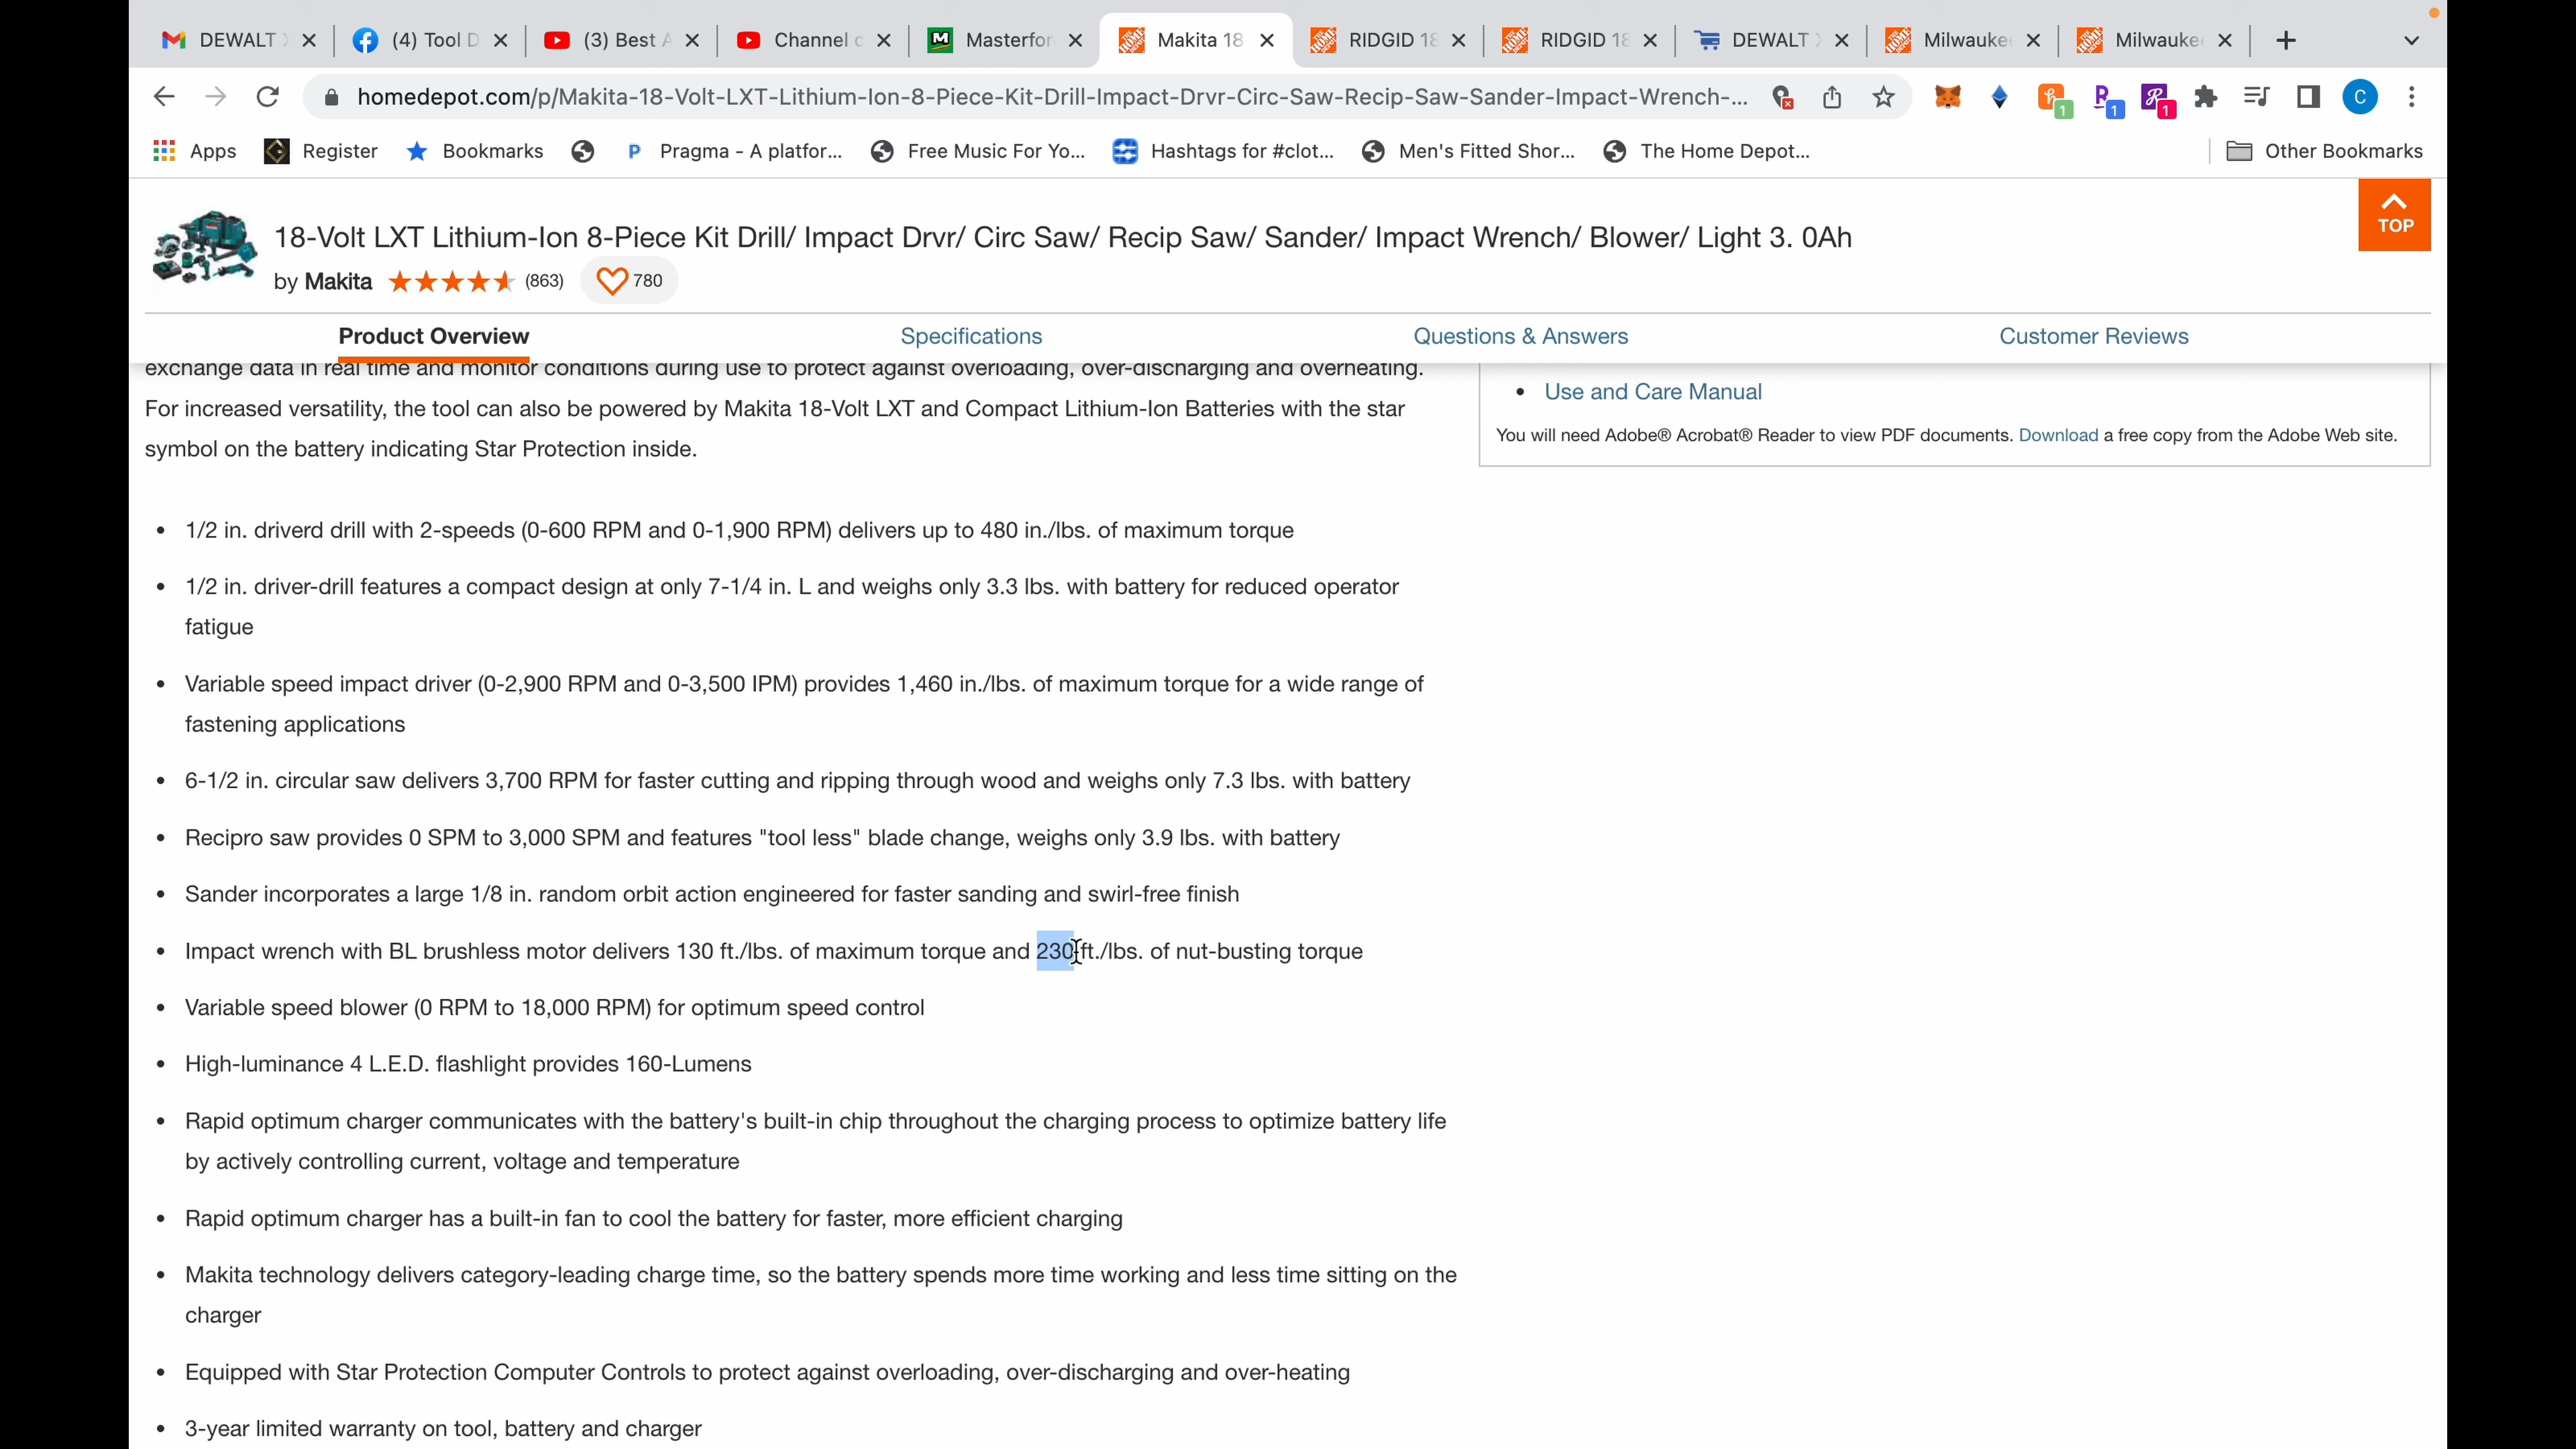 DEWALT
(4) Tool D
(3) Best A
Channel c
Masterfor
Makita 18
RIDGID 18
RIDGID 18
DEWALT
Milwauke
Milwauke
homedepot.com/p/Makita-18-Volt-LXT-Lithium-Ion-8-Piece-Kit-Drill-Impact-Drvr-Circ-Saw-Recip-Saw-Sander-Impact-Wrench-...
1
1
1
C
Apps
Register
Bookmarks
Pragma - A platfor...
Free Music For Yo...
Hashtags for #clot...
Men's Fitted Shor...
The Home Depot...
Other Bookmarks
18-Volt LXT Lithium-Ion 8-Piece Kit Drill/ Impact Drvr/ Circ Saw/ Recip Saw/ Sander/ Impact Wrench/ Blower/ Light 3. 0Ah
TOP
by Makita (863) 780
Product Overview
Specifications
Questions & Answers
Customer Reviews
exchange data in real time and monitor conditions during use to protect against overloading, over-discharging and overheating.
For increased versatility, the tool can also be powered by Makita 18-Volt LXT and Compact Lithium-Ion Batteries with the star
symbol on the battery indicating Star Protection inside.
• Use and Care Manual
You will need Adobe® Acrobat® Reader to view PDF documents. Download a free copy from the Adobe Web site.
• 1/2 in. driverd drill with 2-speeds (0-600 RPM and 0-1,900 RPM) delivers up to 480 in./lbs. of maximum torque
• 1/2 in. driver-drill features a compact design at only 7-1/4 in. L and weighs only 3.3 lbs. with battery for reduced operator
fatigue
• Variable speed impact driver (0-2,900 RPM and 0-3,500 IPM) provides 1,460 in./lbs. of maximum torque for a wide range of
fastening applications
• 6-1/2 in. circular saw delivers 3,700 RPM for faster cutting and ripping through wood and weighs only 7.3 lbs. with battery
• Recipro saw provides 0 SPM to 3,000 SPM and features "tool less" blade change, weighs only 3.9 lbs. with battery
• Sander incorporates a large 1/8 in. random orbit action engineered for faster sanding and swirl-free finish
• Impact wrench with BL brushless motor delivers 130 ft./lbs. of maximum torque and 230 ft./lbs. of nut-busting torque
• Variable speed blower (0 RPM to 18,000 RPM) for optimum speed control
• High-luminance 4 L.E.D. flashlight provides 160-Lumens
• Rapid optimum charger communicates with the battery's built-in chip throughout the charging process to optimize battery life
by actively controlling current, voltage and temperature
• Rapid optimum charger has a built-in fan to cool the battery for faster, more efficient charging
• Makita technology delivers category-leading charge time, so the battery spends more time working and less time sitting on the
charger
• Equipped with Star Protection Computer Controls to protect against overloading, over-discharging and over-heating
• 3-year limited warranty on tool, battery and charger